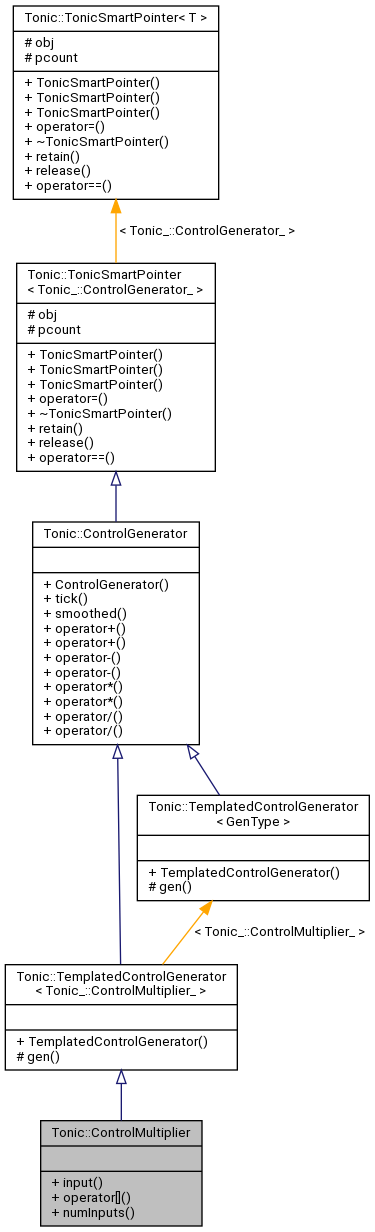 Tonic::TonicSmartPointer< T >
# obj
# pcount
+ TonicSmartPointer()
+ TonicSmartPointer()
+ TonicSmartPointer()
+ operator=()
+ ~TonicSmartPointer()
+ retain()
+ release()
+ operator==()
< Tonic_::ControlGenerator_ >
Tonic::TonicSmartPointer
< Tonic_::ControlGenerator_ >
# obj
# pcount
+ TonicSmartPointer()
+ TonicSmartPointer()
+ TonicSmartPointer()
+ operator=()
+ ~TonicSmartPointer()
+ retain()
+ release()
+ operator==()
Tonic::ControlGenerator
+ ControlGenerator()
+ tick()
+ smoothed()
+ operator+()
+ operator+()
+ operator-()
+ operator-()
+ operator*()
+ operator*()
+ operator/()
+ operator/()
Tonic::TemplatedControlGenerator
< GenType >
+ TemplatedControlGenerator()
# gen()
< Tonic_::ControlMultiplier_ >
Tonic::TemplatedControlGenerator
< Tonic_::ControlMultiplier_ >
+ TemplatedControlGenerator()
# gen()
Tonic::ControlMultiplier
+ input()
+ operator[]()
+ numInputs()